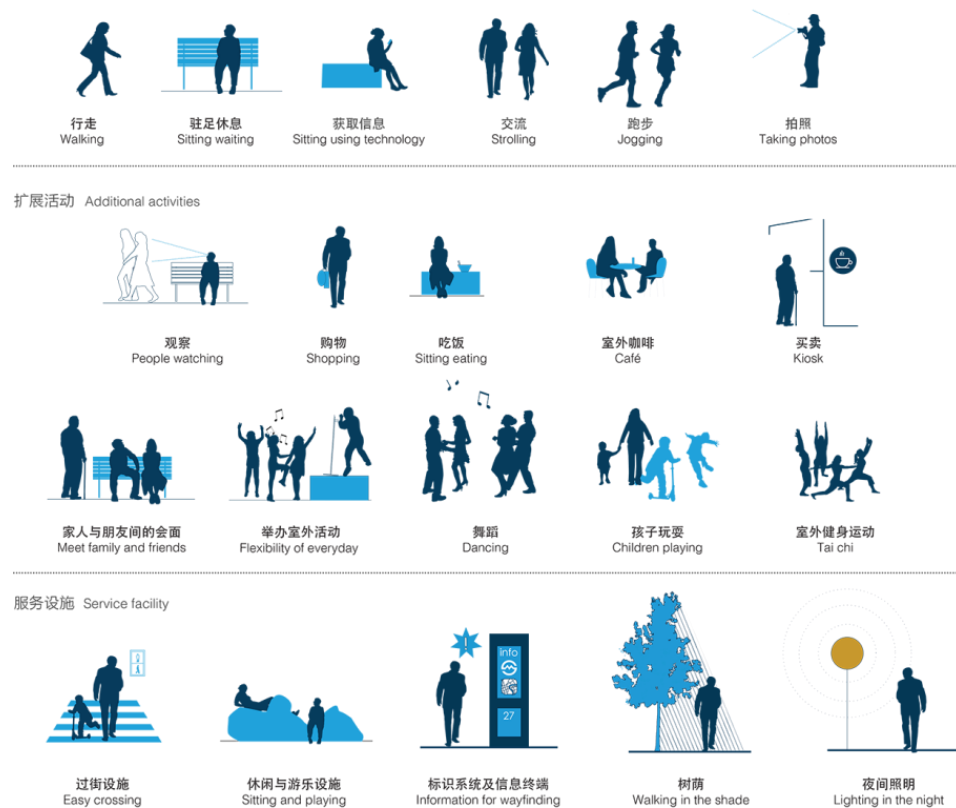 行走
Walking
驻足休息
Sitting waiting
获取信息
Sitting using technology
交流
Strolling
跑步
Jogging
拍照
Taking photos
扩展活动 Additional activities
观察
People watching
购物
Shopping
吃饭
Sitting eating
室外咖啡
Café
买卖
Kiosk
家人与朋友间的会面
Meet family and friends
举办室外活动
Flexibility of everyday
舞蹈
Dancing
孩子玩耍
Children playing
室外健身运动
Tai chi
服务设施 Service facility
info
27
过街设施
Easy crossing
休闲与游乐设施
Sitting and playing
标识系统及信息终端
Information for wayfinding
树荫
Walking in the shade
夜间照明
Lighting in the night